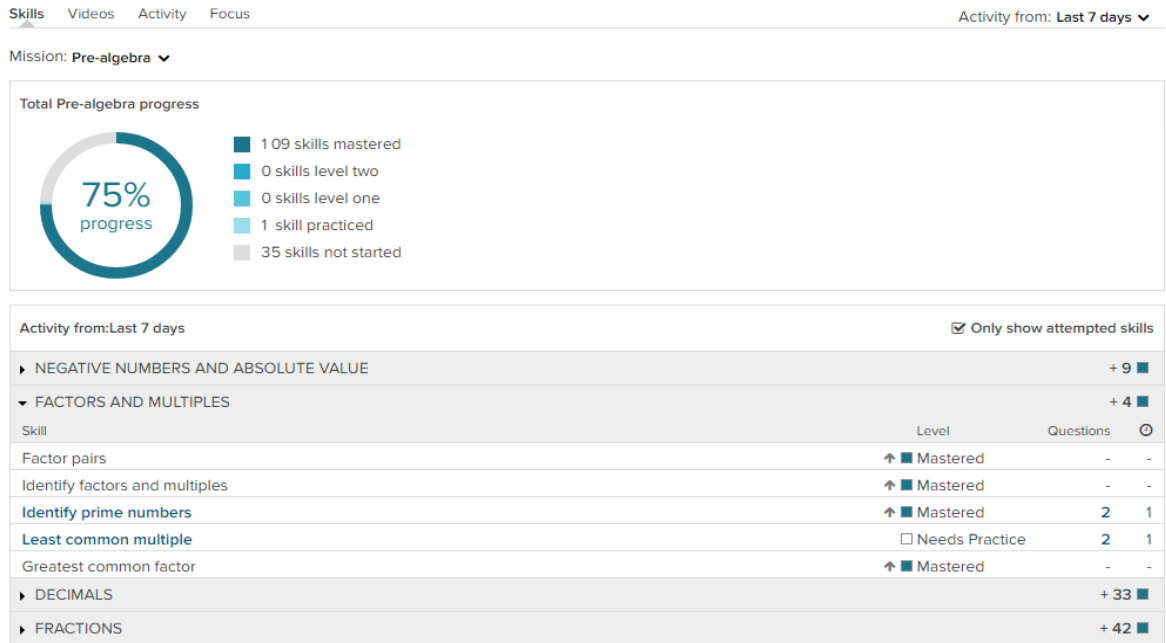 Skills Videos Activity Focus
Activity from: Last 7 days
Mission: Pre-algebra
Total Pre-algebra progress
75%
progress
1 09 skills mastered
0 skills level two
0 skills level one
1 skill practiced
35 skills not started
Activity from:Last 7 days Only show attempted skills
NEGATIVE NUMBERS AND ABSOLUTE VALUE + 9
FACTORS AND MULTIPLES + 4
Skill Level Questions
Factor pairs Mastered - -
Identify factors and multiples Mastered - -
Identify prime numbers Mastered 2 1
Least common multiple Needs Practice 2 1
Greatest common factor Mastered - -
DECIMALS + 33
FRACTIONS + 42